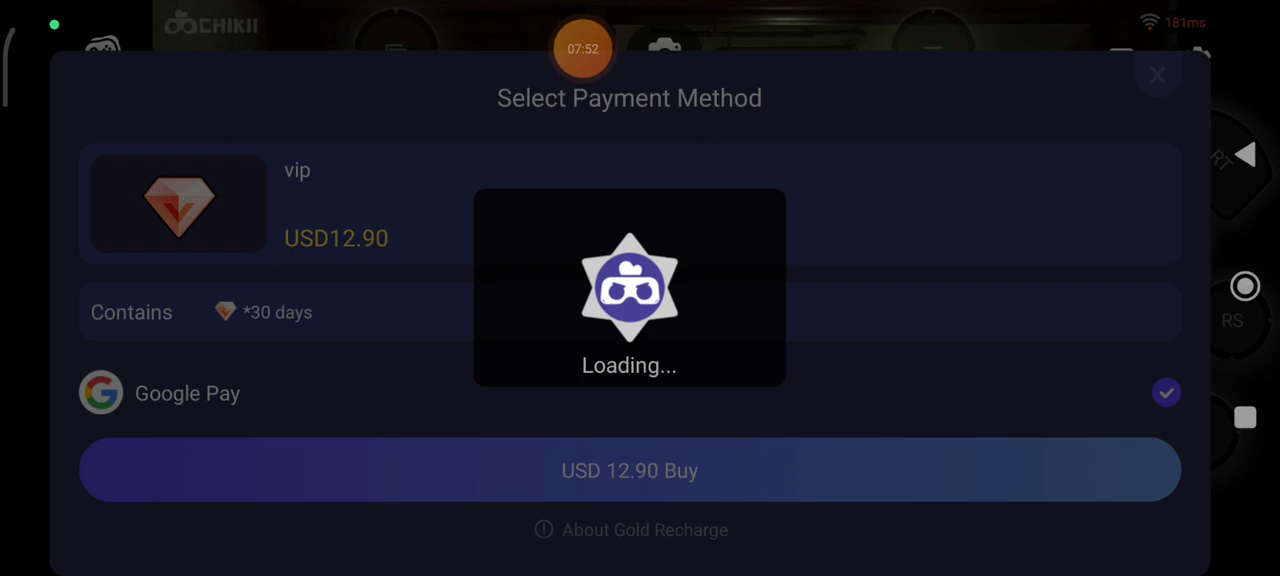 CHIKII
07:52
181ms
Select Payment Method
vip
USD12.90
Contains
*30 days
Loading...
Google Pay
USD 12.90 Buy
About Gold Recharge
RT
RS